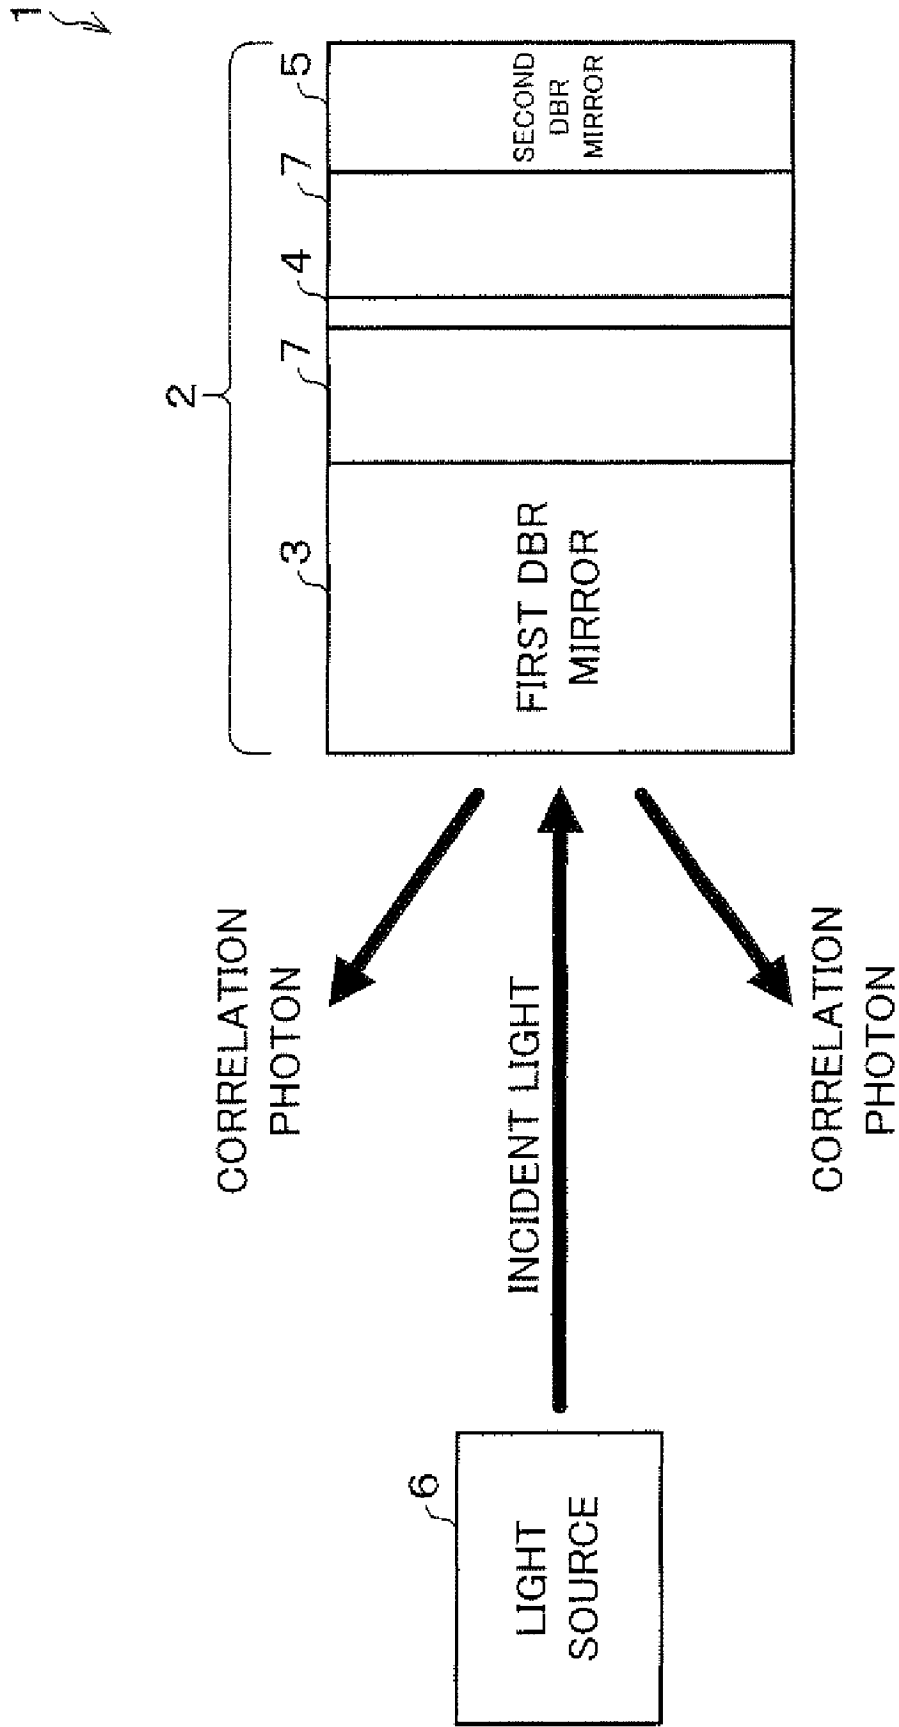 1
2
3
7
4
7
5
FIRST DBR
MIRROR
SECOND
DBR
MIRROR
CORRELATION
PHOTON
INCIDENT LIGHT
CORRELATION
PHOTON
6
LIGHT
SOURCE